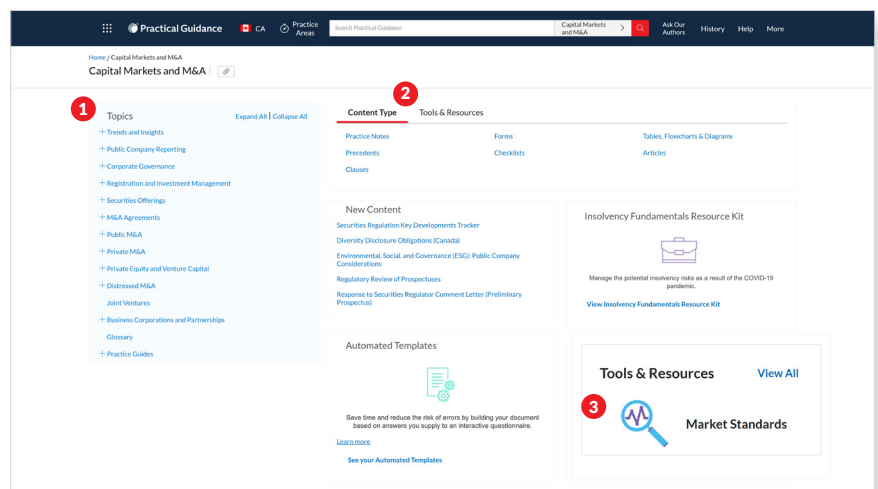 Practical Guidance
CA
Practice Areas
Search Practical Guidance
Capital Markets and M&A
Ask Our Authors
History
Help
More
Home / Capital Markets and M&A
Capital Markets and M&A
1
Topics
Expand All | Collapse All
+ Trends and Insights
+ Public Company Reporting
+ Corporate Governance
+ Registration and Investment Management
+ Securities Offerings
+ M&A Agreements
+ Public M&A
+ Private M&A
+ Private Equity and Venture Capital
+ Distressed M&A
Joint Ventures
+ Business Corporations and Partnerships
Glossary
+ Practice Guides
2
Content Type
Tools & Resources
Practice Notes
Forms
Tables, Flowcharts & Diagrams
Precedents
Checklists
Articles
Clauses
New Content
Securities Regulation Key Developments Tracker
Diversity Disclosure Obligations (Canada)
Environmental, Social, and Governance (ESG): Public Company
Considerations
Regulatory Review of Prospectuses
Response to Securities Regulator Comment Letter (Preliminary
Prospectus)
Insolvency Fundamentals Resource Kit
Manage the potential insolvency risks as a result of the COVID-19
pandemic.
View Insolvency Fundamentals Resource Kit
Automated Templates
Save time and reduce the risk of errors by building your document
based on answers you supply to an interactive questionnaire.
Learn more
See your Automated Templates
Tools & Resources
View All
3
Market Standards